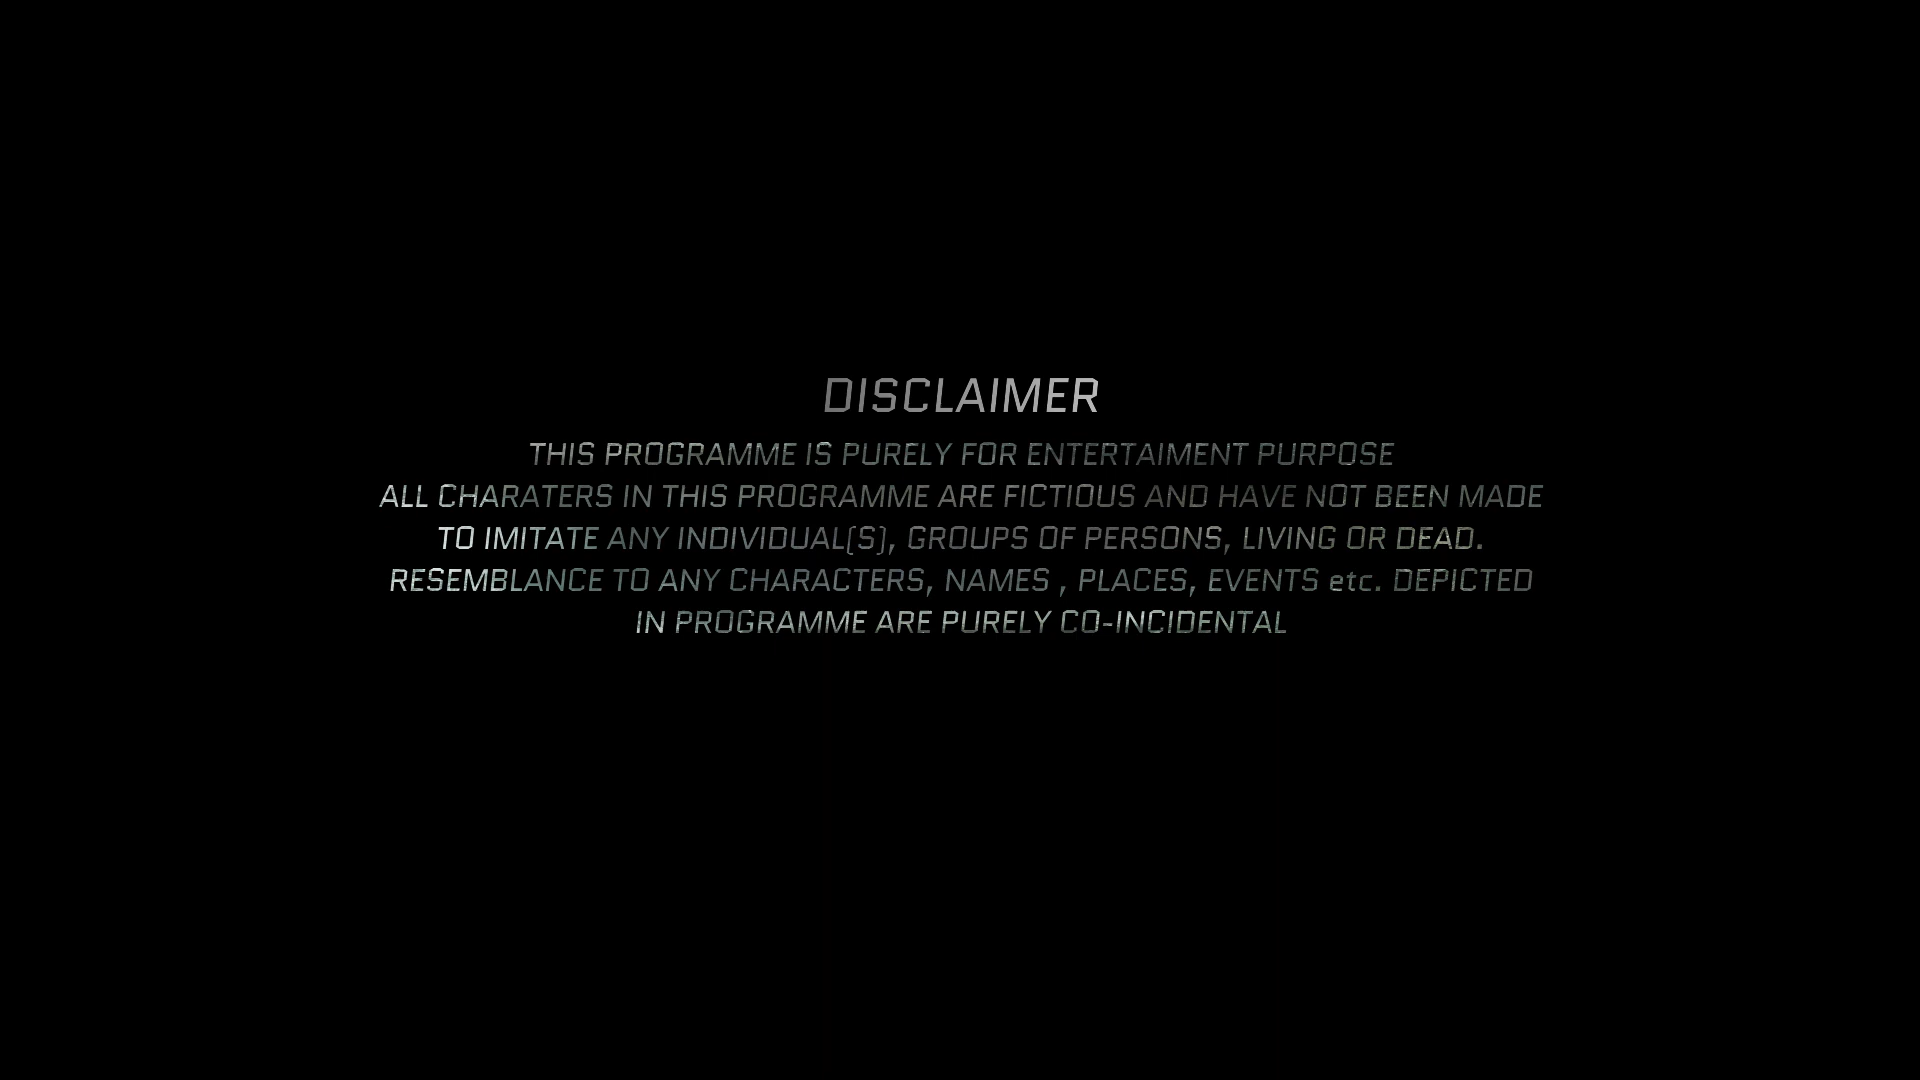 DISCLAIMER
THIS PROGRAMME IS PURELY FOR ENTERTAIMENT PURPOSE
ALL CHARATERS IN THIS PROGRAMME ARE FICTIOUS AND HAVE NOT BEEN MADE
TO IMITATE ANY INDIVIDUAL(S), GROUPS OF PERSONS, LIVING OR DEAD.
RESEMBLANCE TO ANY CHARACTERS, NAMES , PLACES, EVENTS etc. DEPICTED
IN PROGRAMME ARE PURELY CO-INCIDENTAL